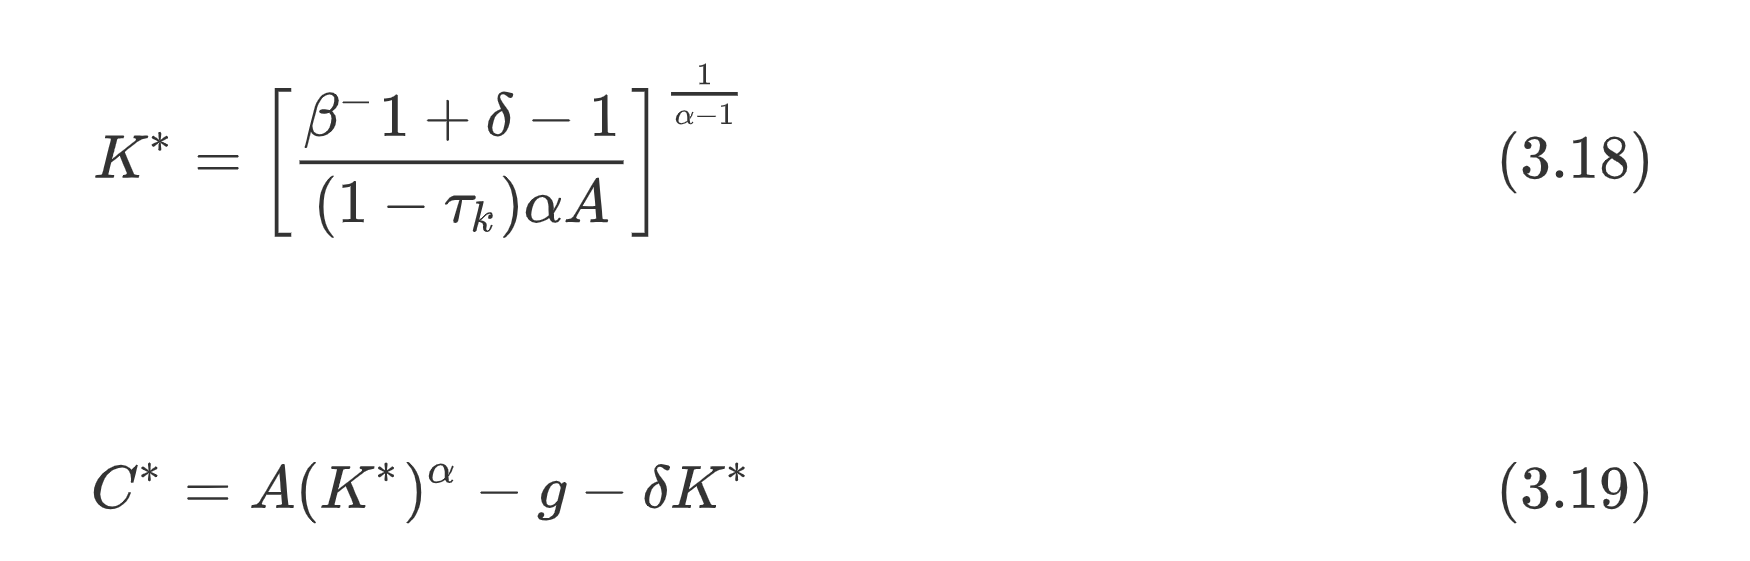 K^* = \left[ \frac{\beta^- 1 + \delta - 1}{(1 - \tau_k) \alpha A} \right]^{\frac{1}{\alpha - 1}} (3.18)
C^* = A(K^*)^\alpha - g - \delta K^* (3.19)